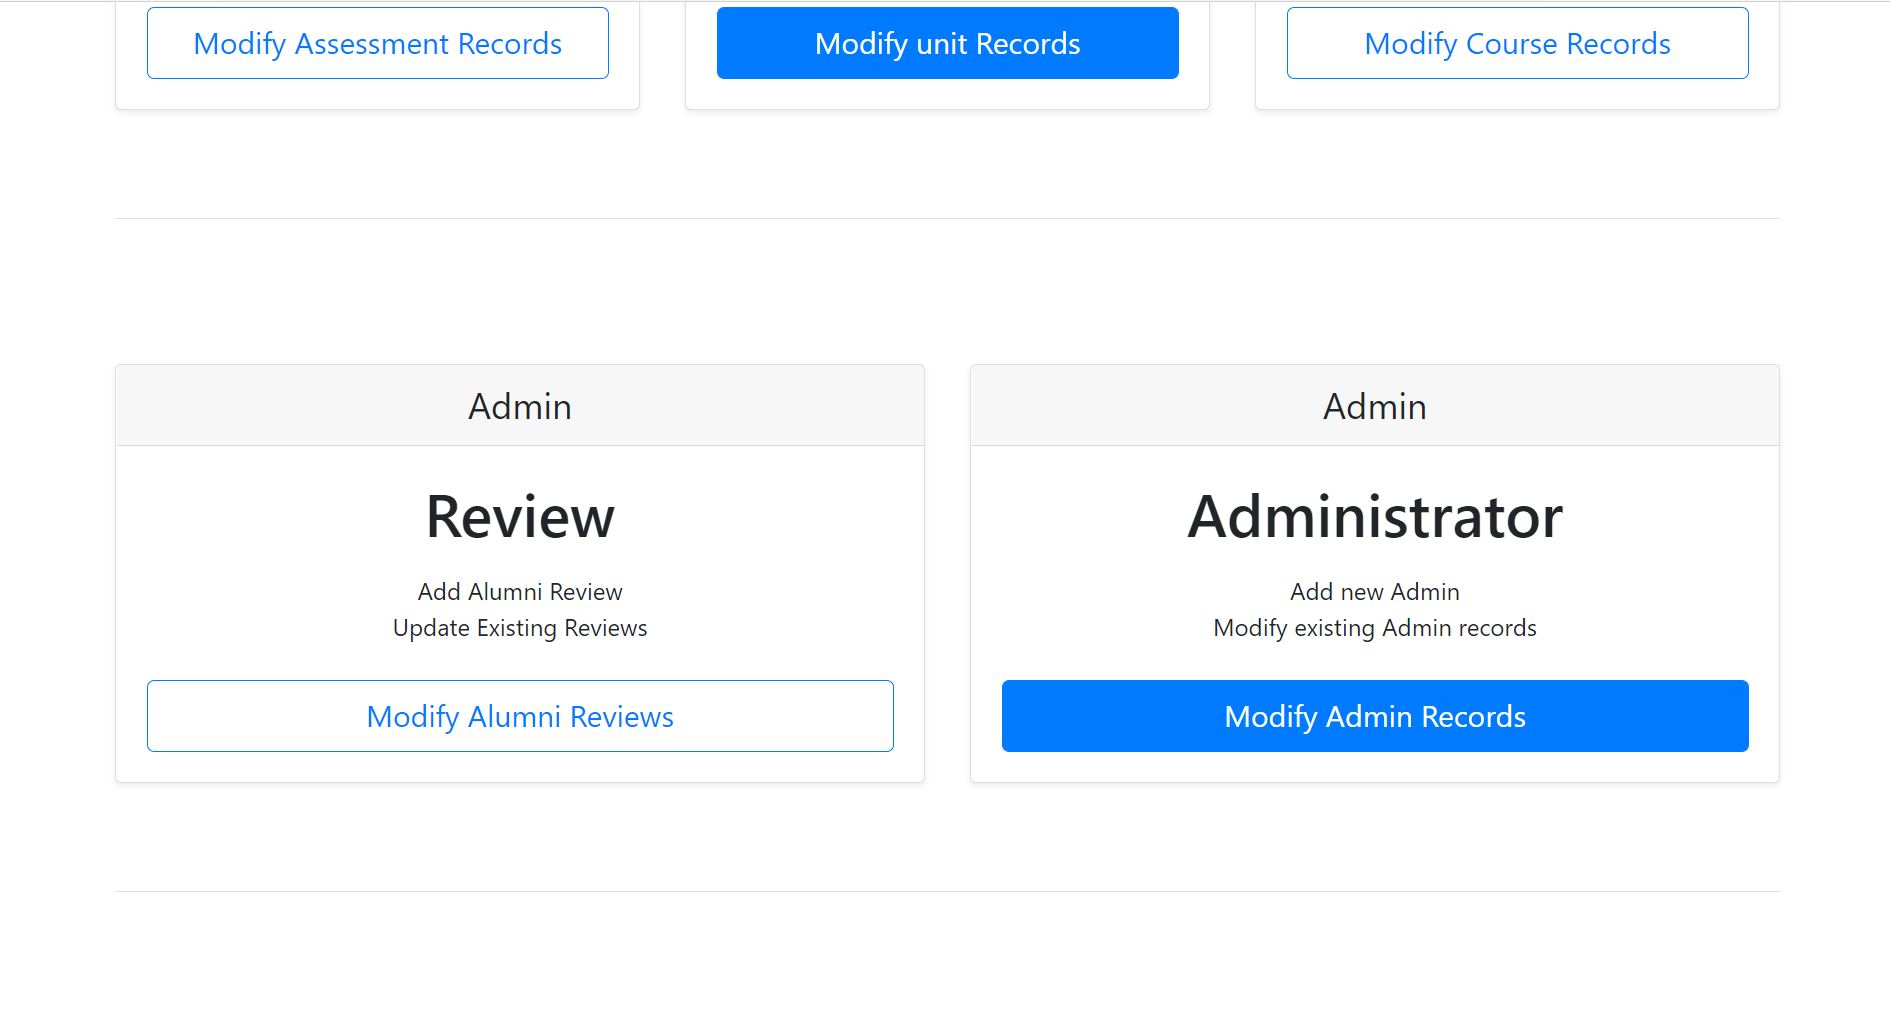 Modify Assessment Records
Modify unit Records
Modify Course Records
Admin
Review
Add Alumni Review
Update Existing Reviews
Modify Alumni Reviews
Admin
Administrator
Add new Admin
Modify existing Admin records
Modify Admin Records